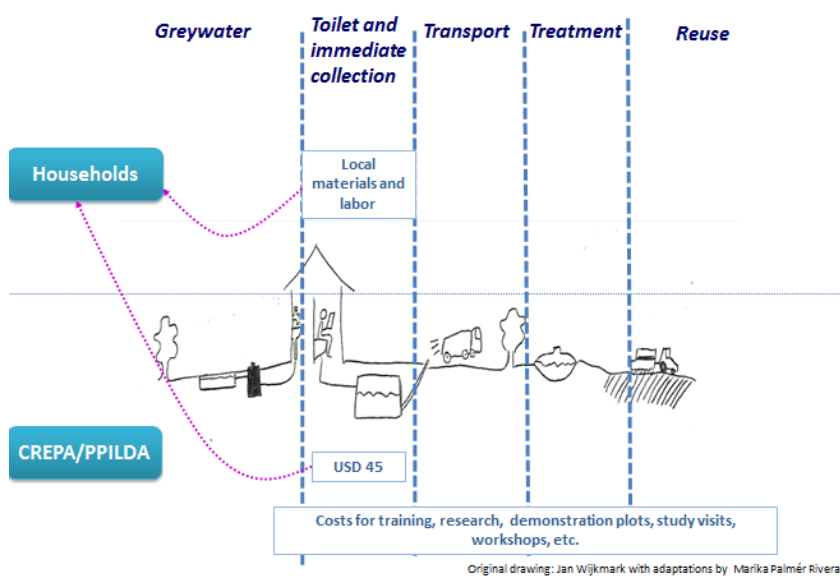 Greywater
Toilet and
immediate
collection
Transport
Treatment
Reuse
Households
Local
materials and
labor
CREPA/PPILDA
USD 45
Costs for training, research, demonstration plots, study visits,
workshops, etc.
Original drawing: Jan Wijkmark with adaptations by Marika Palmér Rivera